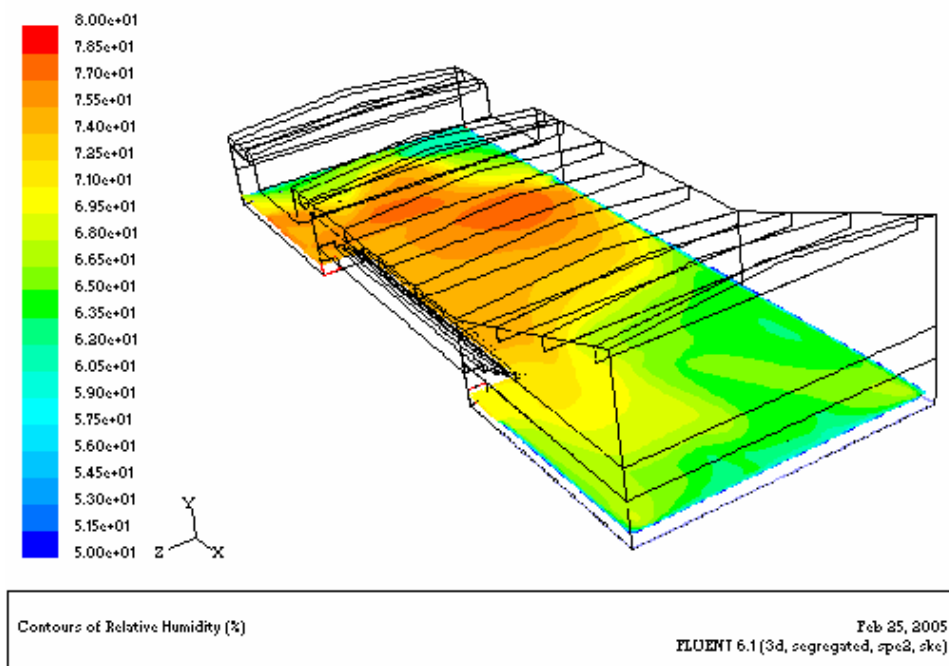 8.00e+01
7.85e+01
7.70e+01
7.55e+01
7.40e+01
7.25e+01
7.10e+01
6.95e+01
6.80e+01
6.65e+01
6.50e+01
6.35e+01
6.20e+01
6.05e+01
5.90e+01
5.75e+01
5.60e+01
5.45e+01
5.30e+01
5.15e+01
5.00e+01
Y
Z
X
Contours of Relative Humidity (%)
Feb 25, 2005
FLUENT 6.1 (3d, segregated, spe2, ske)